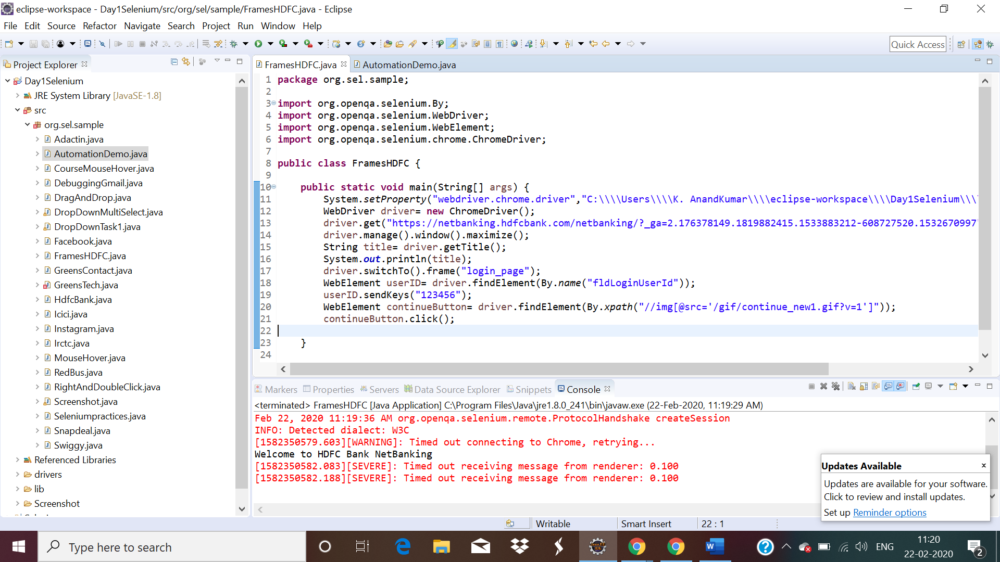 eclipse-workspace - Day1Selenium/src/org/sel/sample/FramesHDFC.java - Eclipse
File Edit Source Refactor Navigate Search Project Run Window Help
Quick Access
Project Explorer
Day1Selenium
JRE System Library [JavaSE-1.8]
src
org.sel.sample
Adactin.java
AutomationDemo.java
CourseMouseHover.java
DebuggingGmail.java
DragAndDrop.java
DropDownMultiSelect.java
DropDownTask1.java
Facebook.java
FramesHDFC.java
GreensContact.java
GreensTech.java
HdfcBank.java
Icici.java
Instagram.java
Irctc.java
MouseHover.java
RedBus.java
RightAndDoubleClick.java
Screenshot.java
Seleniumpractices.java
Snapdeal.java
Swiggy.java
Referenced Libraries
drivers
lib
Screenshot
FramesHDFC.java AutomationDemo.java
1 package org.sel.sample;
2
3 import org.openqa.selenium.By;
4 import org.openqa.selenium.WebDriver;
5 import org.openqa.selenium.WebElement;
6 import org.openqa.selenium.chrome.ChromeDriver;
7
8 public class FramesHDFC {
9
10 public static void main(String[] args) {
11 System.setProperty("webdriver.chrome.driver","C:\\\\Users\\\\K. AnandKumar\\\\eclipse-workspace\\\\Day1Selenium\\\
12 WebDriver driver= new ChromeDriver();
13 driver.get("https://netbanking.hdfcbank.com/netbanking/?_ga=2.176378149.1819882415.1533883212-608727520.1532670997"
14 driver.manage().window().maximize();
15 String title= driver.getTitle();
16 System.out.println(title);
17 driver.switchTo().frame("login_page");
18 WebElement userID= driver.findElement(By.name("fldLoginUserId"));
19 userID.sendKeys("123456");
20 WebElement continueButton= driver.findElement(By.xpath("//img[@src='/gif/continue_new1.gif?v=1']"));
21 continueButton.click();
22
23 }
24
Markers Properties Servers Data Source Explorer Snippets Console
<terminated> FramesHDFC [Java Application] C:\Program Files\Java\jre1.8.0_241\bin\javaw.exe (22-Feb-2020, 11:19:29 AM)
Feb 22, 2020 11:19:36 AM org.openqa.selenium.remote.ProtocolHandshake createSession
INFO: Detected dialect: W3C
[1582350579.603][WARNING]: Timed out connecting to Chrome, retrying...
Welcome to HDFC Bank NetBanking
[1582350582.083][SEVERE]: Timed out receiving message from renderer: 0.100
[1582350582.188][SEVERE]: Timed out receiving message from renderer: 0.100
Updates Available
Updates are available for your software.
Click to review and install updates.
Set up Reminder options
Writable Smart Insert 22 : 1
Type here to search
ENG
11:20
22-02-2020
2